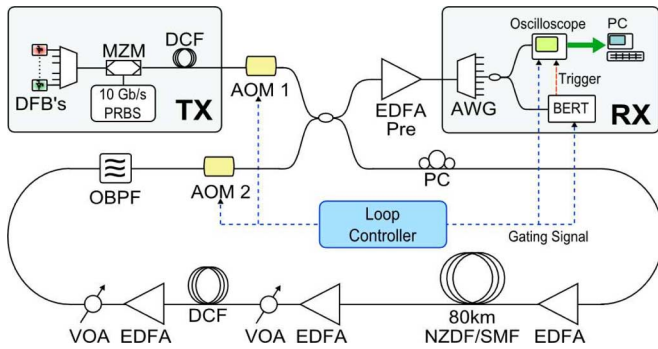 DCF
MZM
DFB's
10 Gb/s
PRBS
TX
AOM 1
EDFA
Pre
AWG
Oscilloscope
PC
Trigger
BERT
RX
OBPF
AOM 2
PC
Loop
Controller
Gating Signal
VOA
EDFA
DCF
VOA
EDFA
80km
NZDF/SMF
EDFA